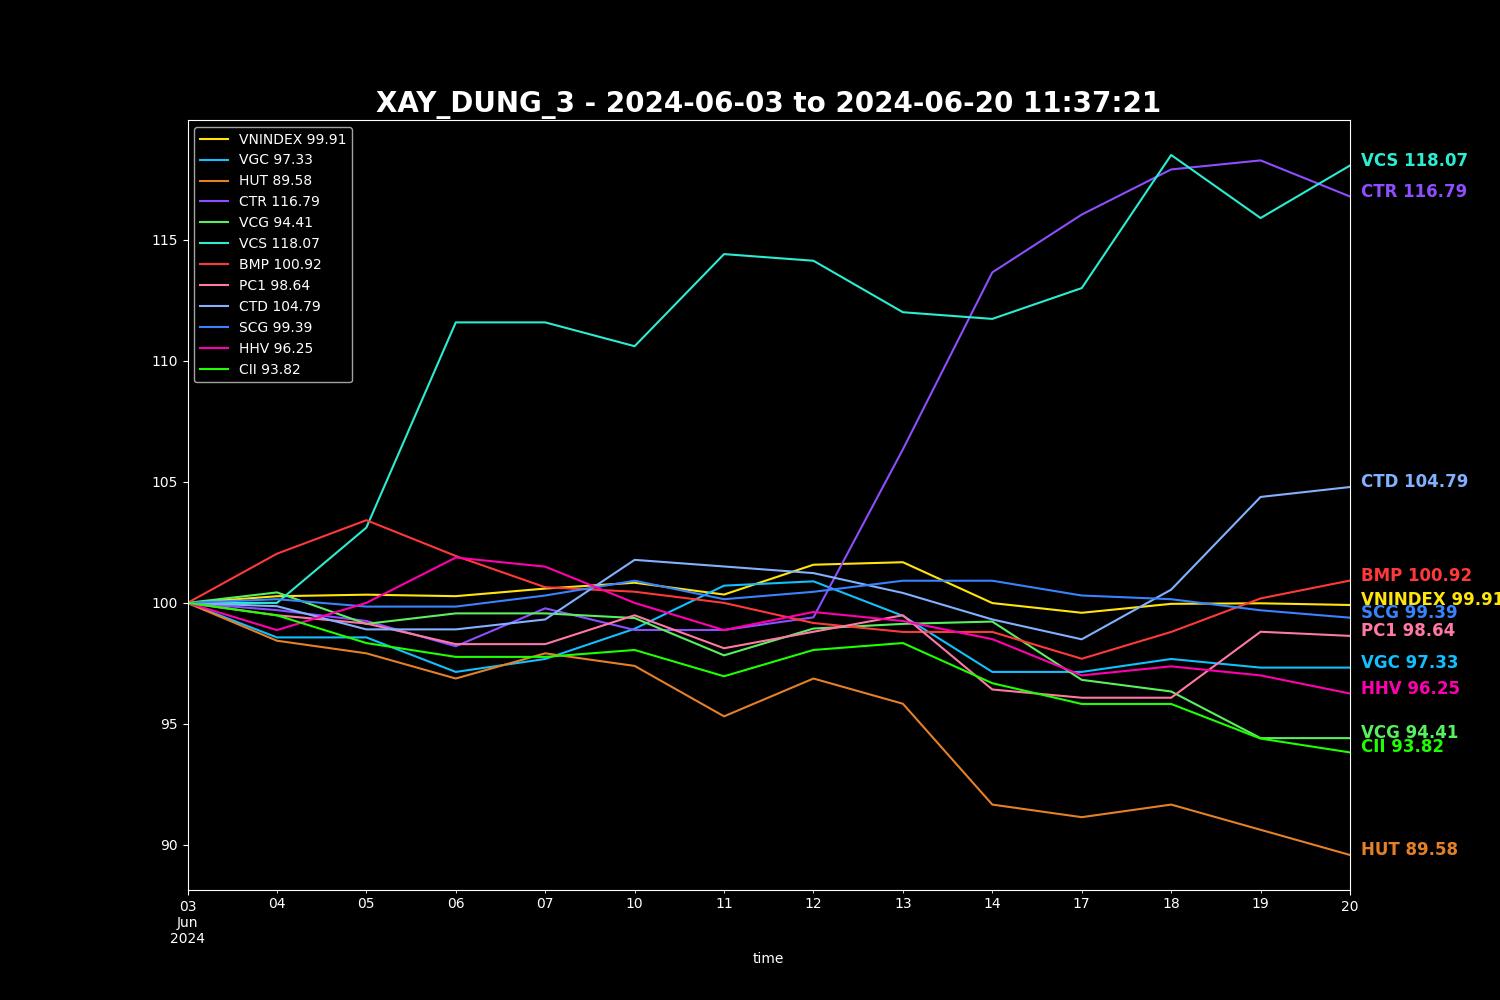 XAY_DUNG_3 - 2024-06-03 to 2024-06-20 11:37:21
VNINDEX 99.91
VGC 97.33
HUT 89.58
CTR 116.79
VCG 94.41
VCS 118.07
BMP 100.92
PC1 98.64
CTD 104.79
SCG 99.39
HHV 96.25
CII 93.82
115
110
105
100
95
90
VCS 118.07
CTR 116.79
CTD 104.79
BMP 100.92
VNINDEX 99.91
SCG 99.39
PC1 98.64
VGC 97.33
HHV 96.25
VCG 94.41
CII 93.82
HUT 89.58
03 04 05 06 07 10 11 12 13 14 17 18 19 20
Jun
2024
time